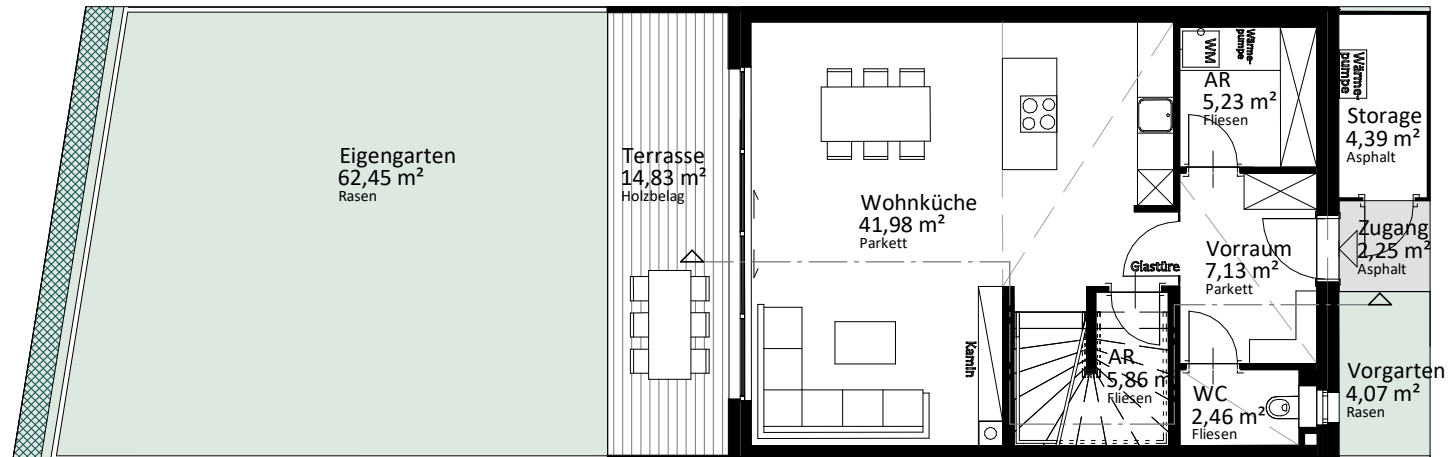 Eigengarten
62,45 m²
Rasen
Terrasse
14,83 m²
Holzbelag
Wohnküche
41,98 m²
Parkett
Kamin
WM
Wärme-
pumpe
AR
5,23 m²
Fliesen
Wärme-
pumpe
Storage
4,39 m²
Asphalt
Zugang
2,25 m²
Asphalt
Vorraum
7,13 m²
Parkett
Glastüre
AR
5,86 m²
Fliesen
WC
2,46 m²
Fliesen
Vorgarten
4,07 m²
Rasen